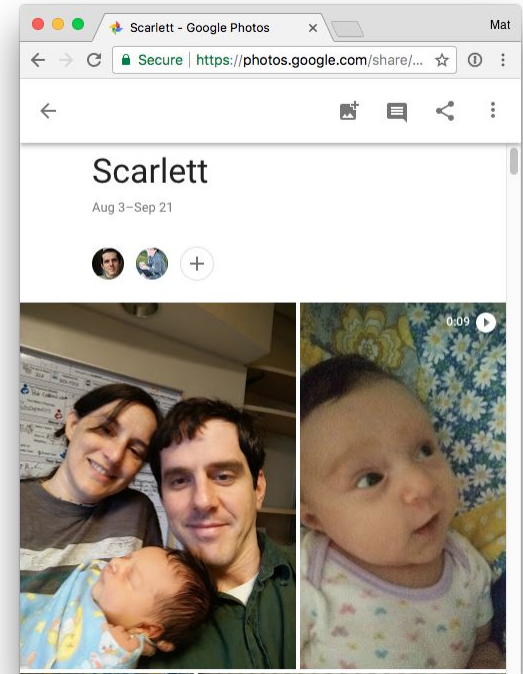 Scarlett - Google Photos
Mat
Secure https://photos.google.com/share/...
Scarlett
Aug 3–Sep 21
0:09